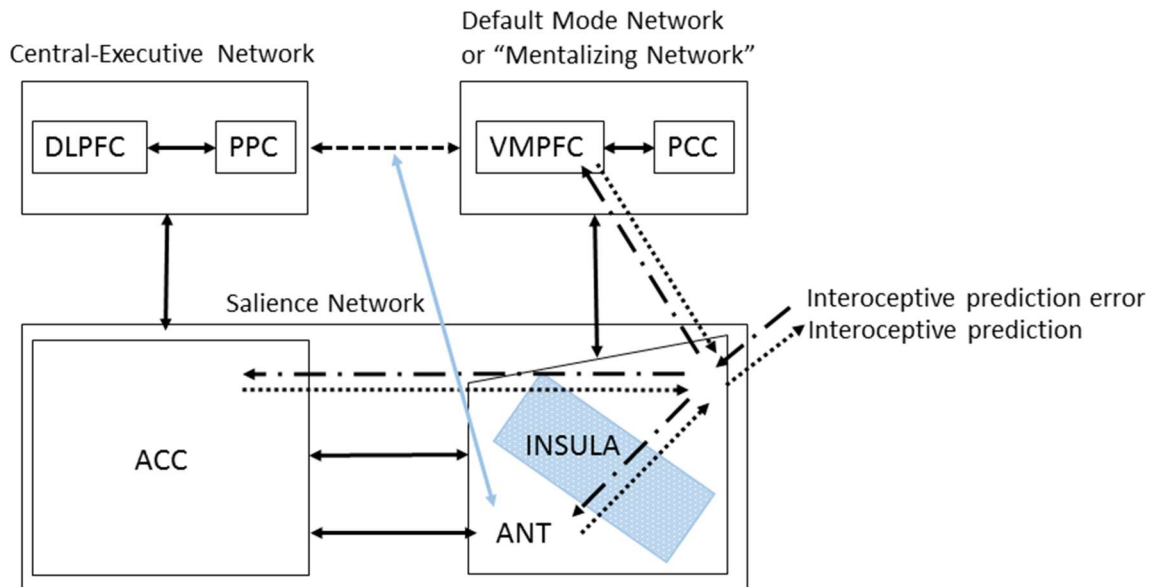 Default Mode Network
or “Mentalizing Network”
Central-Executive Network
DLPFC
PPC
VMPFC
PCC
Salience Network
Interoceptive prediction error
Interoceptive prediction
ACC
INSULA
ANT